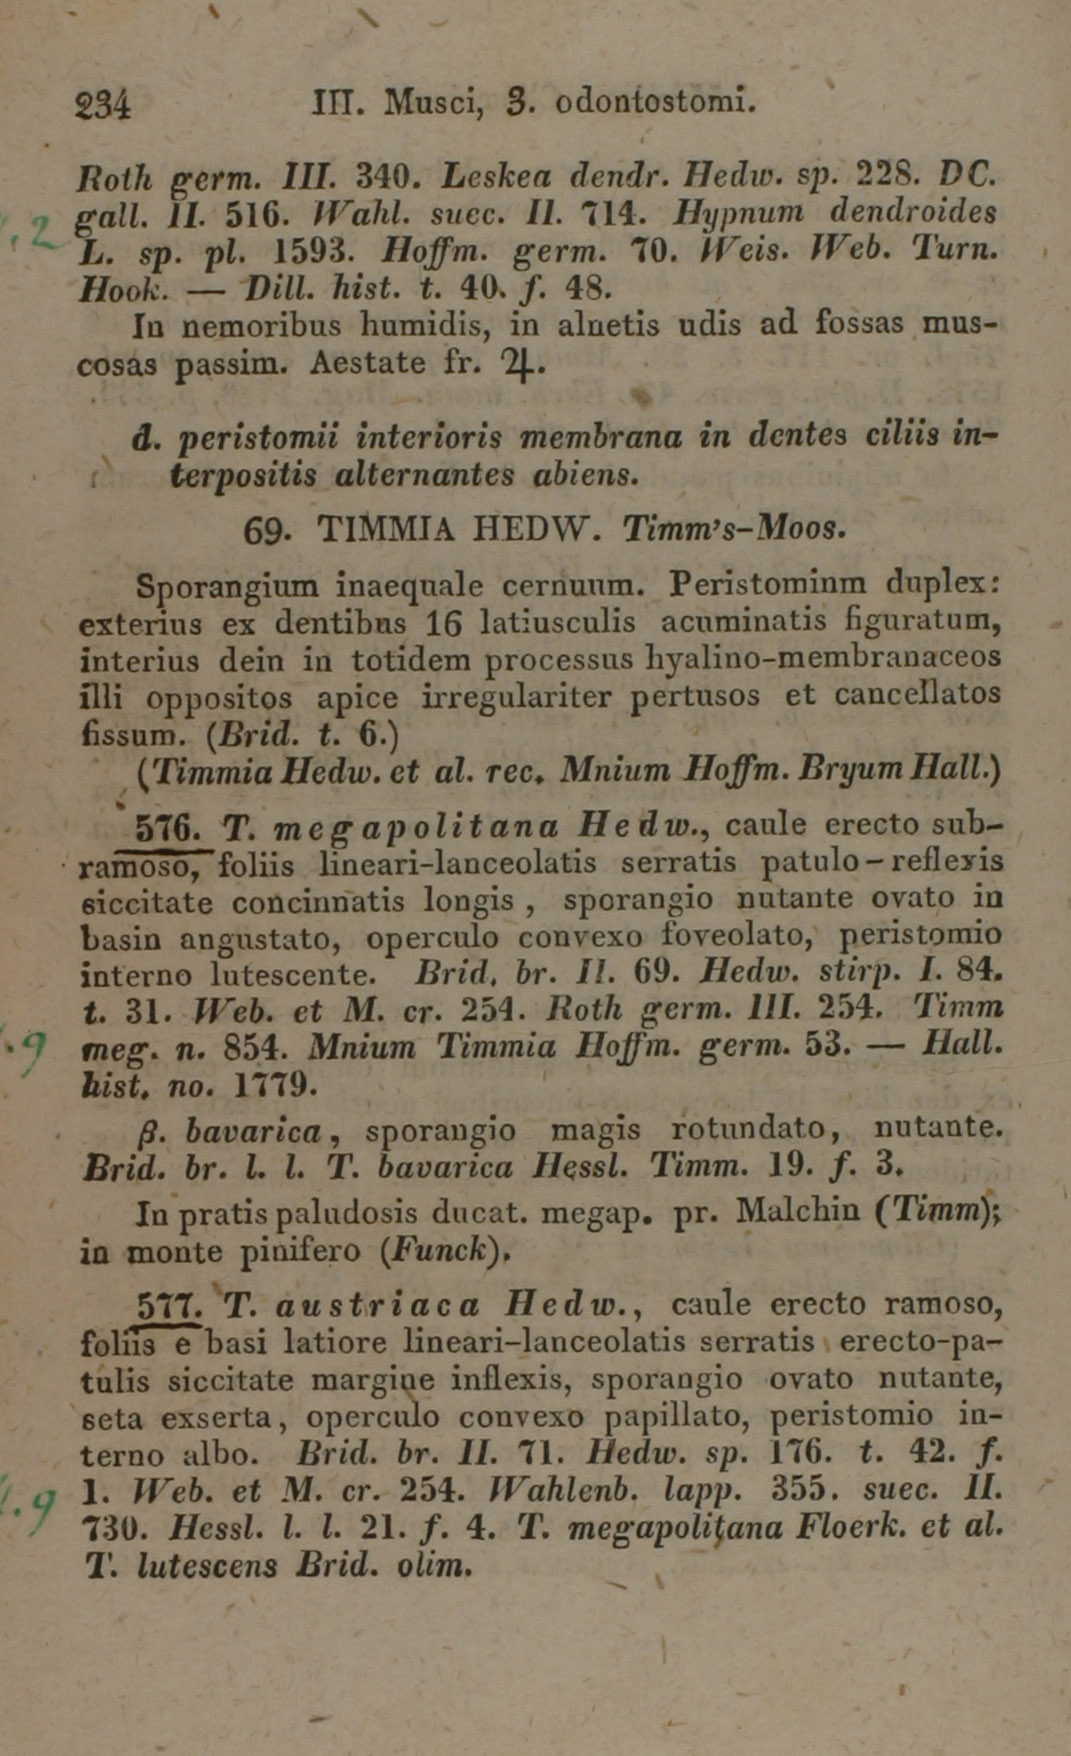 234 III. Musci, 3. odontostomi.
Roth germ. III. 340. Leskea dendr. Hedw. sp. 228. DC.
gall. II. 516. Wahl. suec. II. 714. Hypnum dendroides
L. sp. pl. 1593. Hoffm. germ. 70. Weis. Web. Turn.
Hook. — Dill. hist. t. 40. f. 48.
In nemoribus humidis, in alnetis udis ad fossas mus-
cosas passim. Aestate fr. ♃.
d. peristomii interioris membrana in dentes ciliis in-
terpositis alternantes abiens.
69. TIMMIA HEDW. Timm's-Moos.
Sporangium inaequale cernuum. Peristominm duplex:
exterius ex dentibus 16 latiusculis acuminatis figuratum,
interius dein in totidem processus hyalino-membranaceos
illi oppositos apice irregulariter pertusos et cancellatos
fissum. (Brid. t. 6.)
(Timmia Hedw. et al. rec. Mnium Hoffm. Bryum Hall.)
576. T. megapolitana Hedw., caule erecto sub-
ramoso, foliis lineari-lanceolatis serratis patulo-reflexis
siccitate concinnatis longis, sporangio nutante ovato in
basin angustato, operculo convexo foveolato, peristomio
interno lutescente. Brid. br. II. 69. Hedw. stirp. I. 84.
t. 31. Web. et M. cr. 254. Roth germ. III. 254. Timm
meg. n. 854. Mnium Timmia Hoffm. germ. 53. — Hall.
hist. no. 1779.
β. bavarica, sporangio magis rotundato, nutante.
Brid. br. l. l. T. bavarica Hessl. Timm. 19. f. 3.
In pratis paludosis ducat. megap. pr. Malchin (Timm);
in monte pinifero (Funck).
577. T. austriaca Hedw., caule erecto ramoso,
foliis e basi latiore lineari-lanceolatis serratis erecto-pa-
tulis siccitate margine inflexis, sporangio ovato nutante,
seta exserta, operculo convexo papillato, peristomio in-
terno albo. Brid. br. II. 71. Hedw. sp. 176. t. 42. f.
1. Web. et M. cr. 254. Wahlenb. lapp. 355. suec. II.
730. Hessl. l. l. 21. f. 4. T. megapolitana Floerk. et al.
T. lutescens Brid. olim.